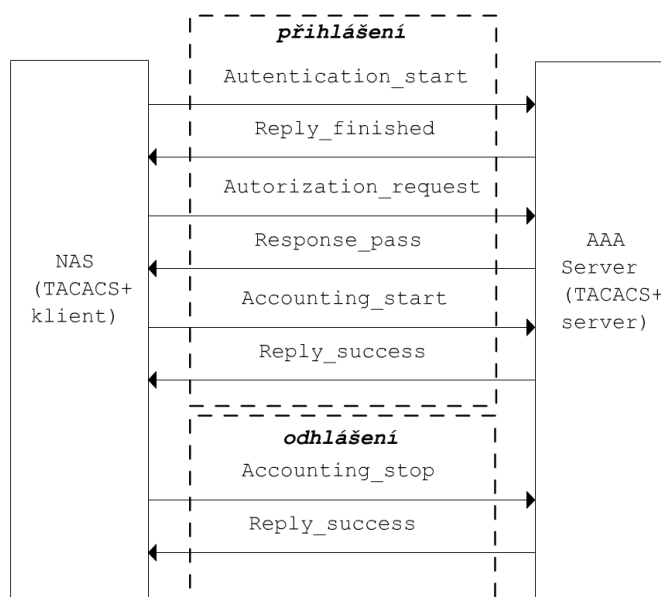 přihlášení
Autentication_start
Reply_finished
Autorization_request
Response_pass
NAS
(TACACS+
klient)
AAA
Server
(TACACS+
server)
Accounting_start
Reply_success
odhlášení
Accounting_stop
Reply_success